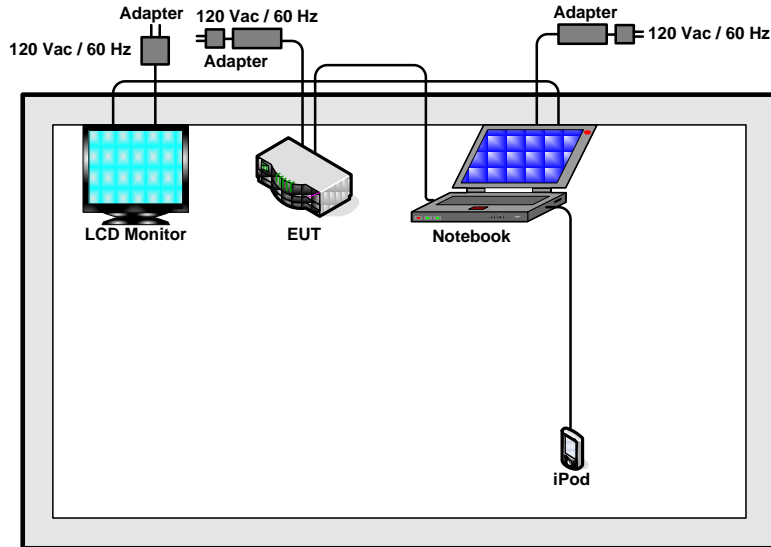 Adapter
120 Vac / 60 Hz
120 Vac / 60 Hz
Adapter
Adapter
120 Vac / 60 Hz
LCD Monitor
EUT
Notebook
iPod